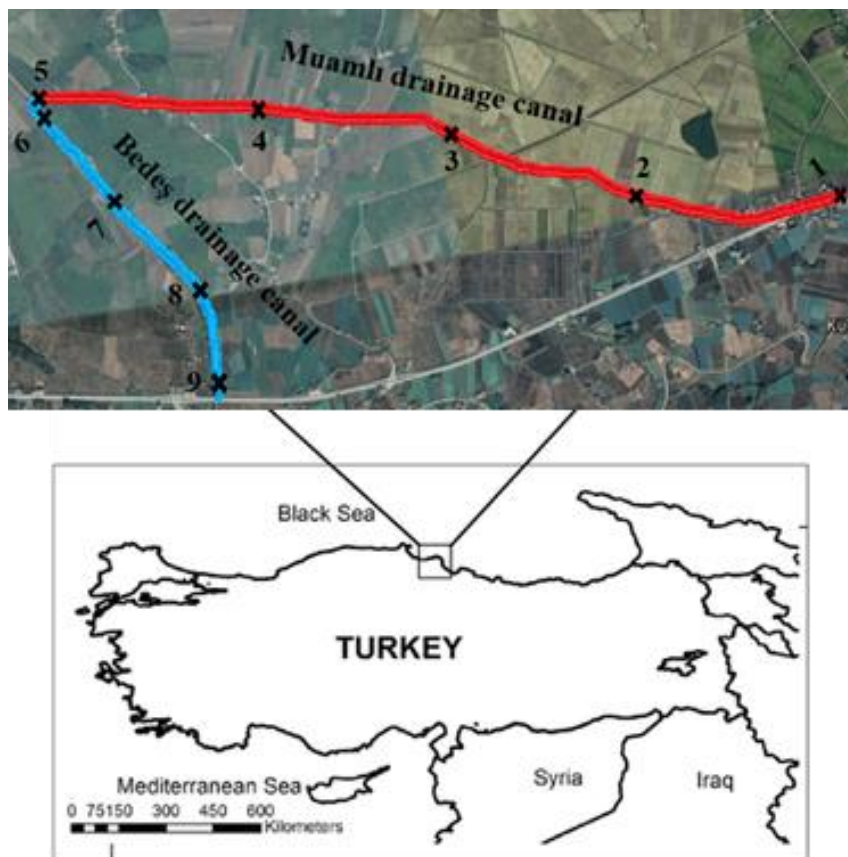 Muamlı drainage canal
5
4
3
2
1
6
7
8
9
Bedeş drainage canal
Black Sea
TURKEY
Mediterranean Sea
Syria
Iraq
0 75150 300 450 600
Kilometers